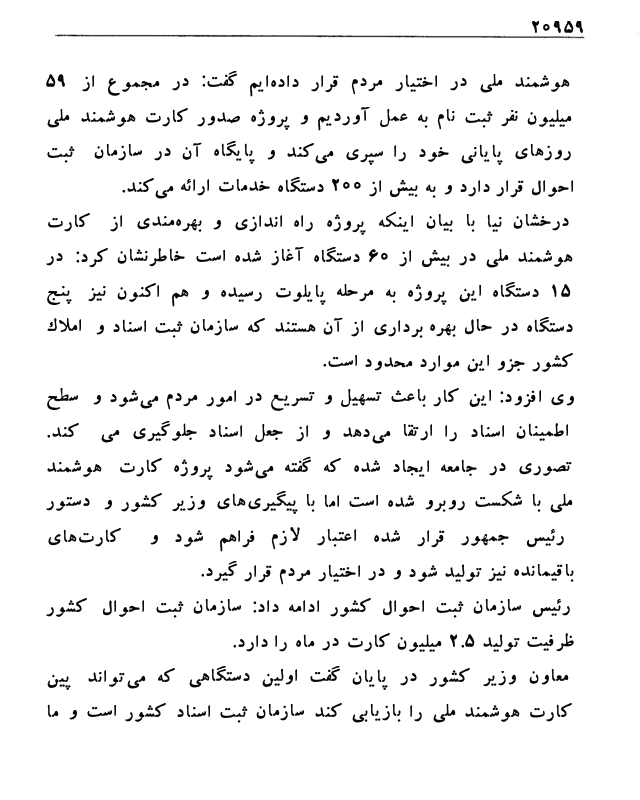 ۲۰۹۵۹
هوشمند ملی در اختیار مردم قرار داده‌ایم گفت: در مجموع از ۵۹
میلیون نفر ثبت نام به عمل آوردیم و پروژه صدور کارت هوشمند ملی
روزهای پایانی خود را سپری می‌کند و پایگاه آن در سازمان ثبت
احوال قرار دارد و به بیش از ۲۰۰ دستگاه خدمات ارائه می‌کند.
درخشان نیا با بیان اینکه پروژه راه اندازی و بهره‌مندی از کارت
هوشمند ملی در بیش از ۶۰ دستگاه آغاز شده است خاطرنشان کرد: در
۱۵ دستگاه این پروژه به مرحله پایلوت رسیده و هم اکنون نیز پنج
دستگاه در حال بهره برداری از آن هستند که سازمان ثبت اسناد و املاك
کشور جزو این موارد محدود است.
وی افزود: این کار باعث تسهیل و تسریع در امور مردم می‌شود و سطح
اطمینان اسناد را ارتقا می‌دهد و از جعل اسناد جلوگیری می کند.
تصوری در جامعه ایجاد شده که گفته می‌شود پروژه کارت هوشمند
ملی با شکست روبرو شده است اما با پیگیری‌های وزیر کشور و دستور
رئیس جمهور قرار شده اعتبار لازم فراهم شود و کارت‌های
باقیمانده نیز تولید شود و در اختیار مردم قرار گیرد.
رئیس سازمان ثبت احوال کشور ادامه داد: سازمان ثبت احوال کشور
ظرفیت تولید ۲.۵ میلیون کارت در ماه را دارد.
معاون وزیر کشور در پایان گفت اولین دستگاهی که می‌تواند پین
کارت هوشمند ملی را بازیابی کند سازمان ثبت اسناد کشور است و ما